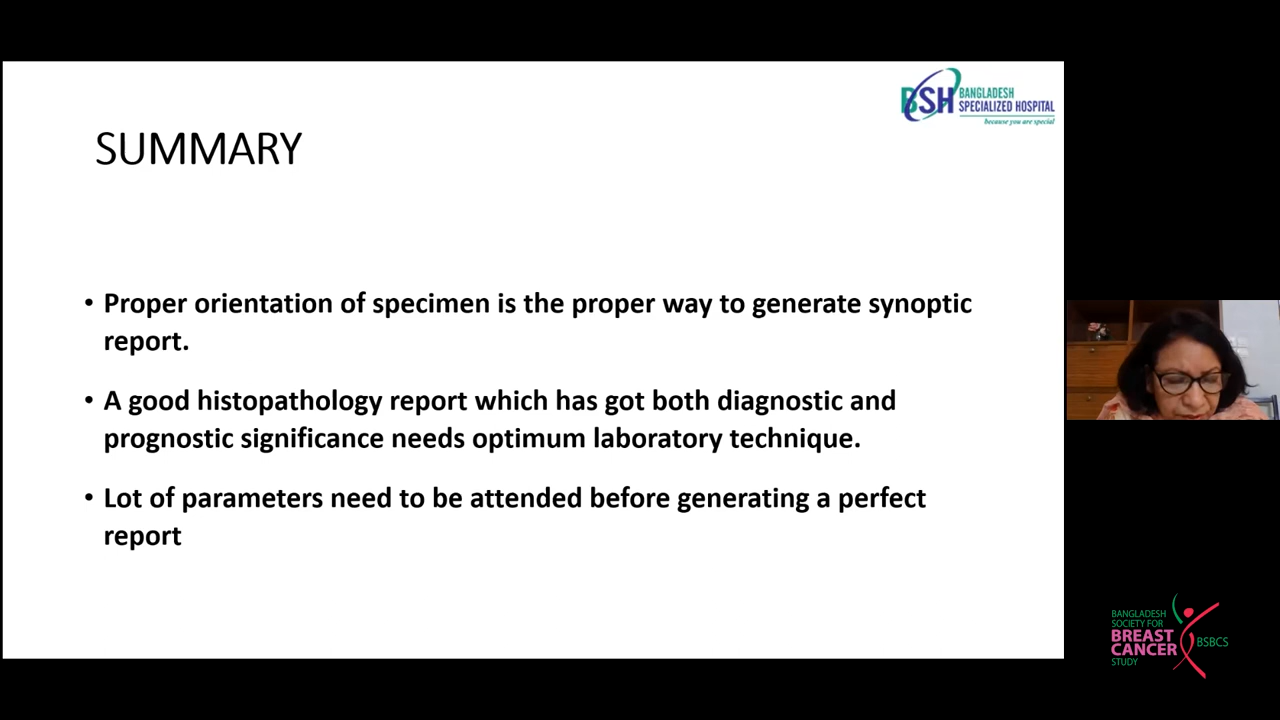 BSH BANGLADESH
SPECIALIZED HOSPITAL
because you are special
SUMMARY
• Proper orientation of specimen is the proper way to generate synoptic
report.
• A good histopathology report which has got both diagnostic and
prognostic significance needs optimum laboratory technique.
• Lot of parameters need to be attended before generating a perfect
report
BANGLADESH
SOCIETY FOR
BREAST
CANCER
STUDY
BSBCS